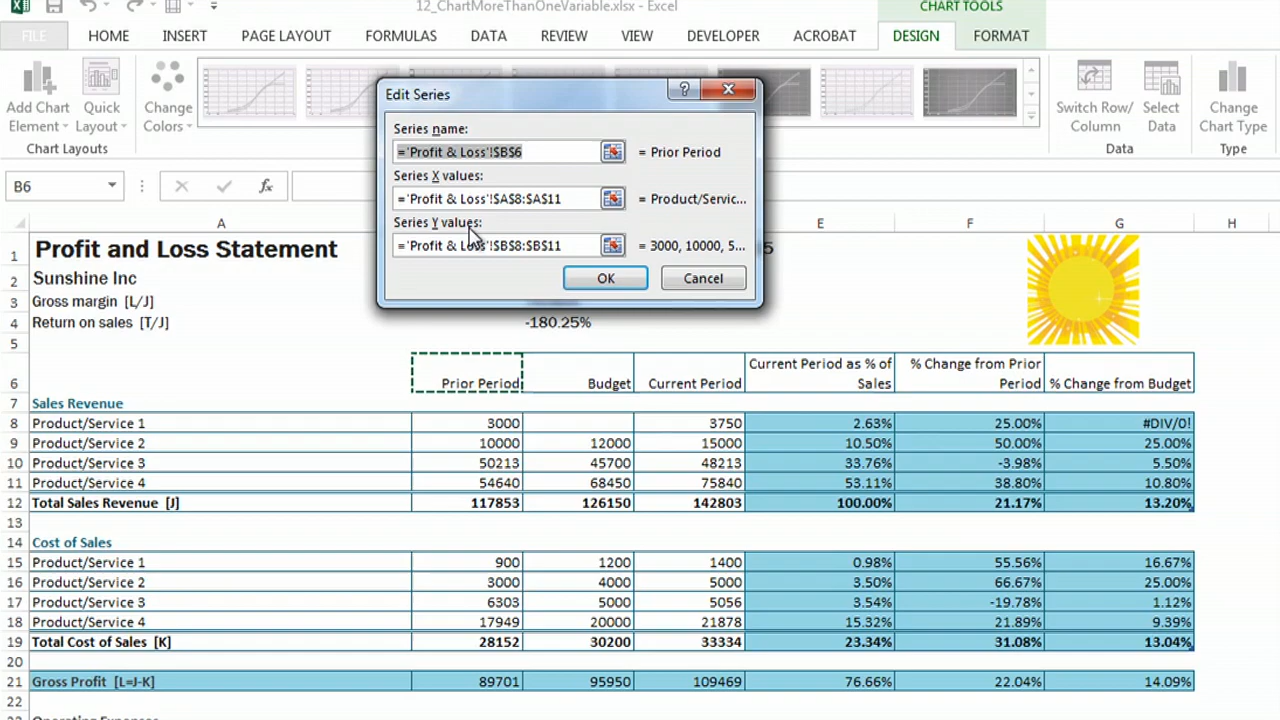 12_ChartMoreThanOneVariable.xlsx - Excel
CHART TOOLS
FILE HOME INSERT PAGE LAYOUT FORMULAS DATA REVIEW VIEW DEVELOPER ACROBAT DESIGN FORMAT
Add Chart Element
Quick Layout
Change Colors
Chart Layouts
Switch Row/ Column
Select Data
Data
Change Chart Type
Type
Edit Series
?
Series name:
='Profit & Loss'!$B$6 = Prior Period
Series X values:
='Profit & Loss'!$A$8:$A$11 = Product/Servic...
Series Y values:
='Profit & Loss'!$B$8:$B$11 = 3000, 10000, 5...
OK Cancel
B6
fx
A E F G H
1 Profit and Loss Statement 5
2 Sunshine Inc
3 Gross margin [L/J]
4 Return on sales [T/J] -180.25%
5
6 Prior Period Budget Current Period Current Period as % of Sales % Change from Prior Period % Change from Budget
7 Sales Revenue
8 Product/Service 1 3000 3750 2.63% 25.00% #DIV/0!
9 Product/Service 2 10000 12000 15000 10.50% 50.00% 25.00%
10 Product/Service 3 50213 45700 48213 33.76% -3.98% 5.50%
11 Product/Service 4 54640 68450 75840 53.11% 38.80% 10.80%
12 Total Sales Revenue [J] 117853 126150 142803 100.00% 21.17% 13.20%
13
14 Cost of Sales
15 Product/Service 1 900 1200 1400 0.98% 55.56% 16.67%
16 Product/Service 2 3000 4000 5000 3.50% 66.67% 25.00%
17 Product/Service 3 6303 5000 5056 3.54% -19.78% 1.12%
18 Product/Service 4 17949 20000 21878 15.32% 21.89% 9.39%
19 Total Cost of Sales [K] 28152 30200 33334 23.34% 31.08% 13.04%
20
21 Gross Profit [L=J-K] 89701 95950 109469 76.66% 22.04% 14.09%
22
Operating Expenses